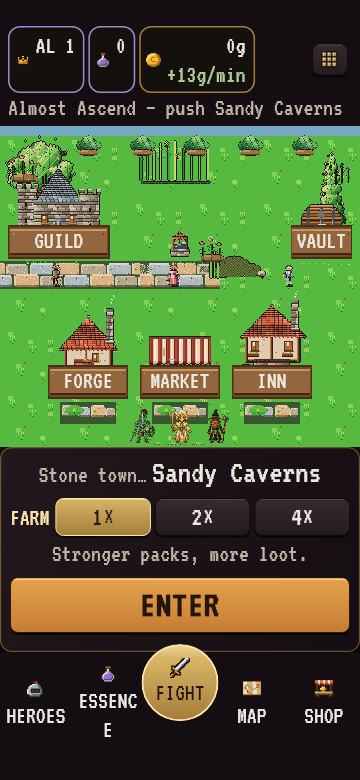 AL 1
0
0g
+13g/min
Almost Ascend – push Sandy Caverns
GUILD
VAULT
FORGE
MARKET
INN
Stone town… Sandy Caverns
FARM
1X
2X
4X
Stronger packs, more loot.
ENTER
HEROES
ESSENC
E
FIGHT
MAP
SHOP